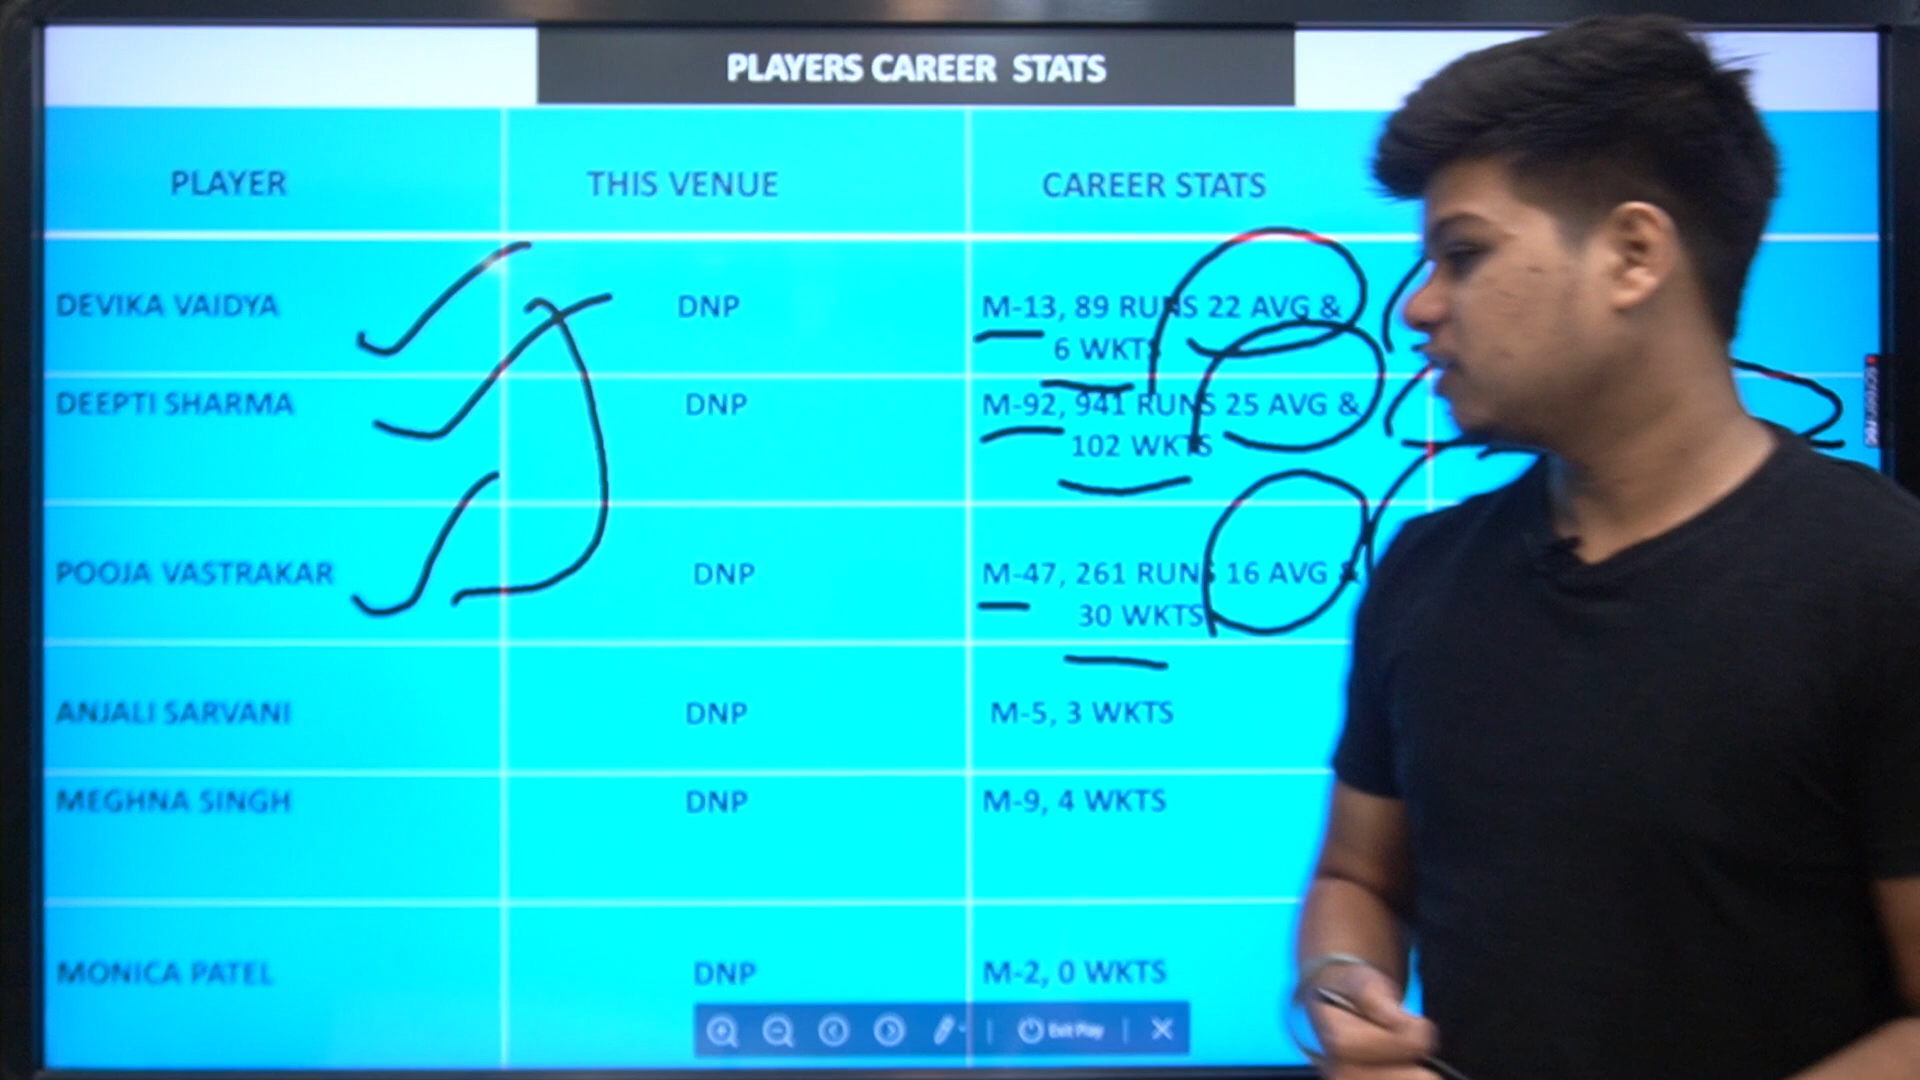 PLAYERS CAREER STATS
PLAYER THIS VENUE CAREER STATS
DEVIKA VAIDYA DNP M-13, 89 RUNS 22 AVG &
6 WKTS
DEEPTI SHARMA DNP M-92, 941 RUNS 25 AVG &
102 WKTS
POOJA VASTRAKAR DNP M-47, 261 RUNS 16 AVG &
30 WKTS
ANJALI SARVANI DNP M-5, 3 WKTS
MEGHNA SINGH DNP M-9, 4 WKTS
MONICA PATEL DNP M-2, 0 WKTS
Exit Play